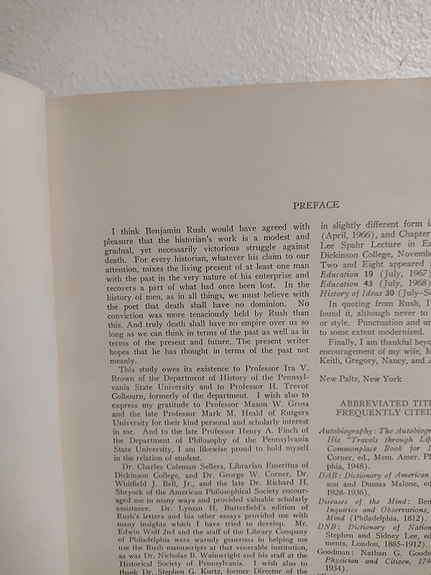 PREFACE
I think Benjamin Rush would have agreed with
pleasure that the historian's work is a modest and
gradual, yet necessarily victorious struggle against
death. For every historian, whatever his claim to our
attention, mixes the living present of at least one man
with the past in the very nature of his enterprise and
recovers a part of what had once been lost. In the
history of men, as in all things, we must believe with
the poet that death shall have no dominion. No
conviction was more tenaciously held by Rush than
this. And truly death shall have no empire over us so
long as we can think in terms of the past as well as in
terms of the present and future. The present writer
hopes that he has thought in terms of the past not
meanly.
This study owes its existence to Professor Ira V.
Brown of the Department of History of the Pennsyl-
vania State University and to Professor H. Trevor
Colbourn, formerly of the department. I wish also to
express my gratitude to Professor Mason W. Gross
and the late Professor Mark M. Heald of Rutgers
University for their kind personal and scholarly interest
in me. And to the late Professor Henry A. Finch of
the Department of Philosophy of the Pennsylvania
State University, I am likewise proud to hold myself
in the relation of student.
Dr. Charles Coleman Sellers, Librarian Emeritus of
Dickinson College, and Dr. George W. Corner, Dr.
Whitfield J. Bell, Jr., and the late Dr. Richard H.
Shryock of the American Philosophical Society encour-
aged me in many ways and provided valuable scholarly
assistance. Dr. Lyman H. Butterfield's edition of
Rush's letters and his other essays provided me with
many insights which I have tried to develop. Mr.
Edwin Wolf 2nd and the staff of the Library Company
of Philadelphia were warmly generous in helping me
use the Rush manuscripts at that venerable institution,
as was Dr. Nicholas B. Wainwright and his staff at the
Historical Society of Pennsylvania. I wish also to
thank Dr. Stephen G. Kurtz, former Director of the
in slightly different form i
(April, 1966), and Chapter
Lee Spahr Lecture in Ea
Dickinson College, Novembe
Two and Eight appeared
Education 19 (July, 1967)
Education 43 (July, 1968)
History of Ideas 30 (July–Se
In quoting from Rush, I
found it, although never to
or style. Punctuation and ur
to some extent modernized.
Finally, I am thankful beyo
encouragement of my wife, M
Keith, Gregory, Nancy, and A
New Paltz, New York
ABBREVIATED TITL
FREQUENTLY CITED
Autobiography: The Autobiogr
His "Travels through Lif
Commonplace Book for 1
Corner, ed., Mem. Amer. Ph
phia, 1948).
DAB: Dictionary of American
son and Dumas Malone, ed
1928-1936).
Diseases of the Mind: Ben
Inquiries and Observations,
Mind (Philadelphia, 1812).
DNB: Dictionary of Nation
Stephen and Sidney Lee, ed
ments, London, 1885-1912).
Goodman: Nathan G. Goodm
Physician and Citizen, 174
1934).